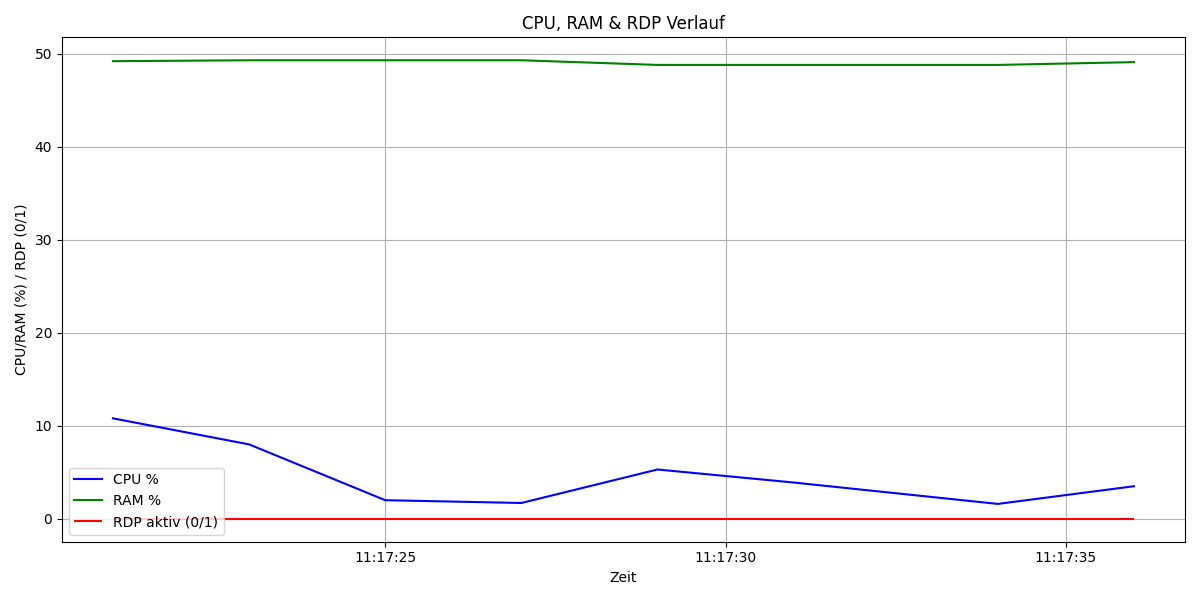 CPU, RAM & RDP Verlauf
CPU/RAM (%) / RDP (0/1)
50
40
30
20
10
0
CPU %
RAM %
RDP aktiv (0/1)
11:17:25
11:17:30
11:17:35
Zeit